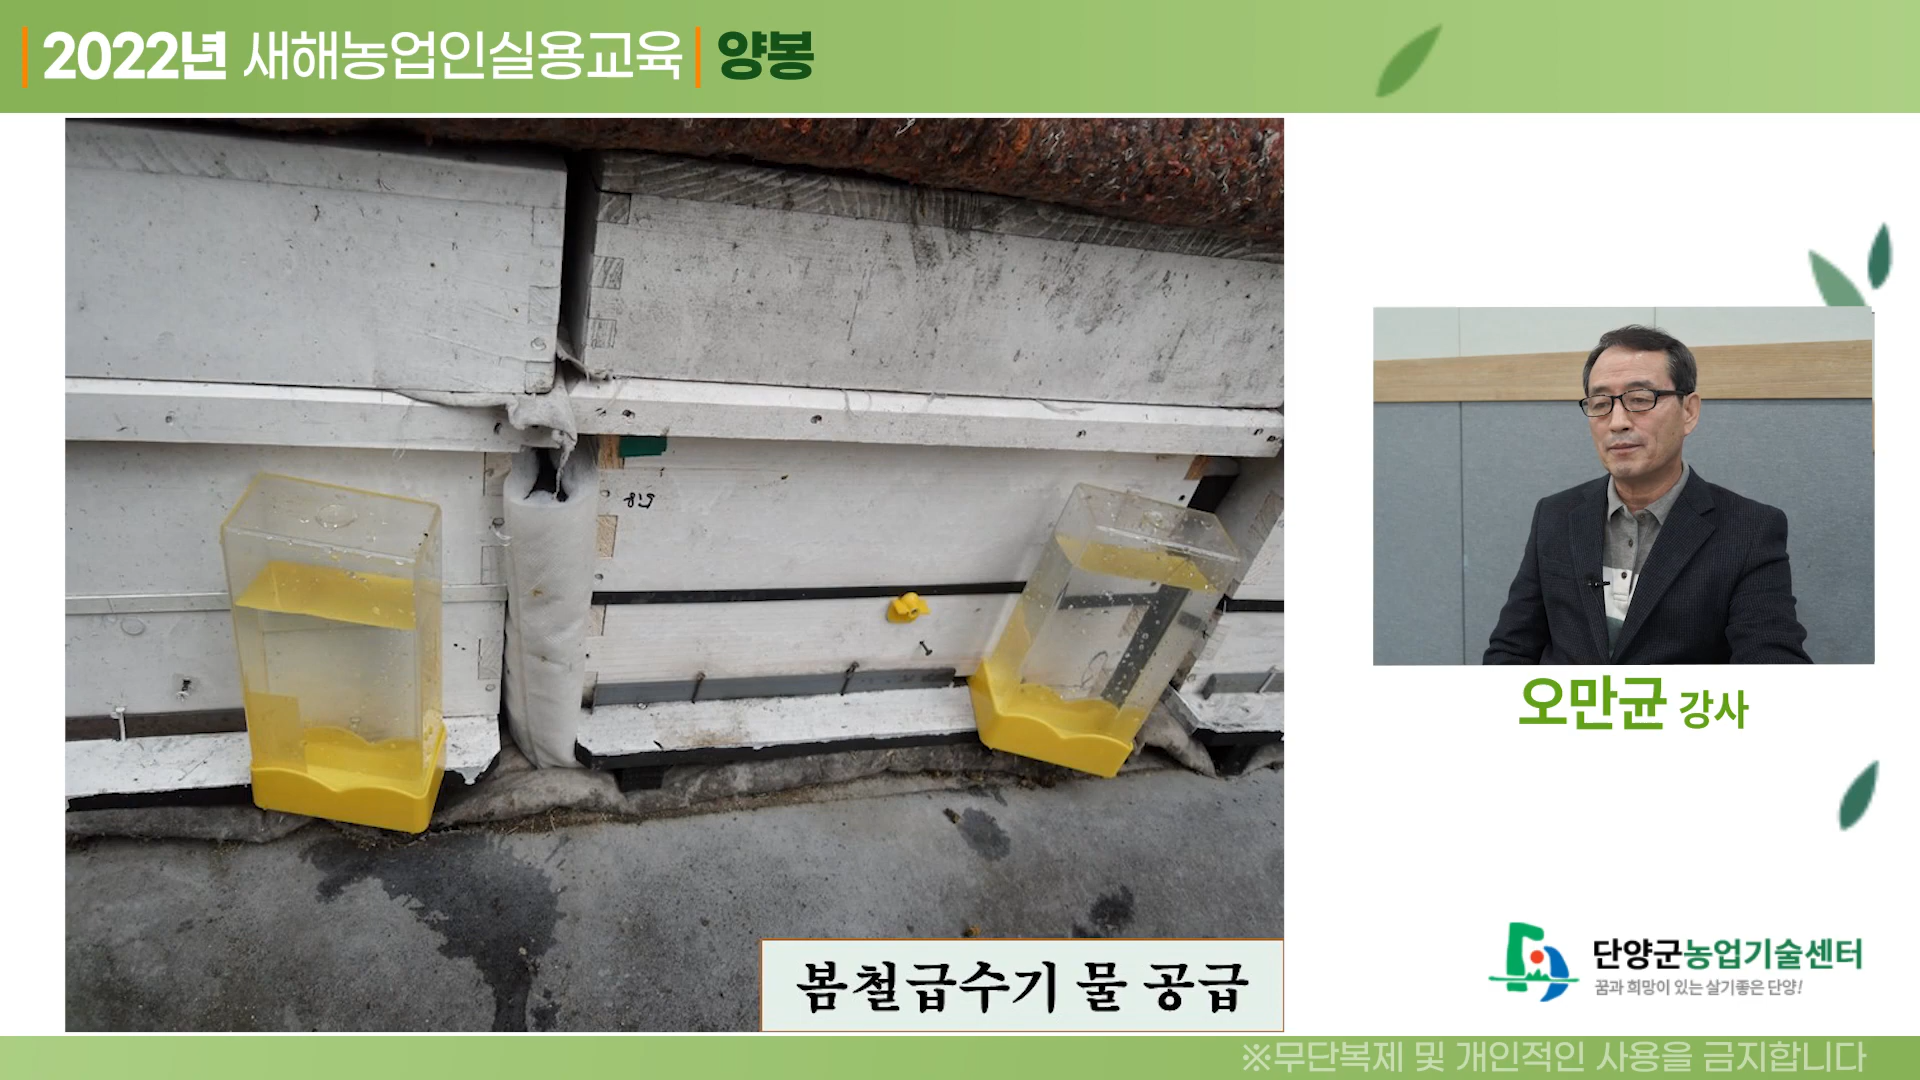 2022년 새해농업인실용교육 양봉
봄철급수기 물 공급
오만균 강사
단양군농업기술센터
꿈과 희망이 있는 살기좋은 단양!
※무단복제 및 개인적인 사용을 금지합니다